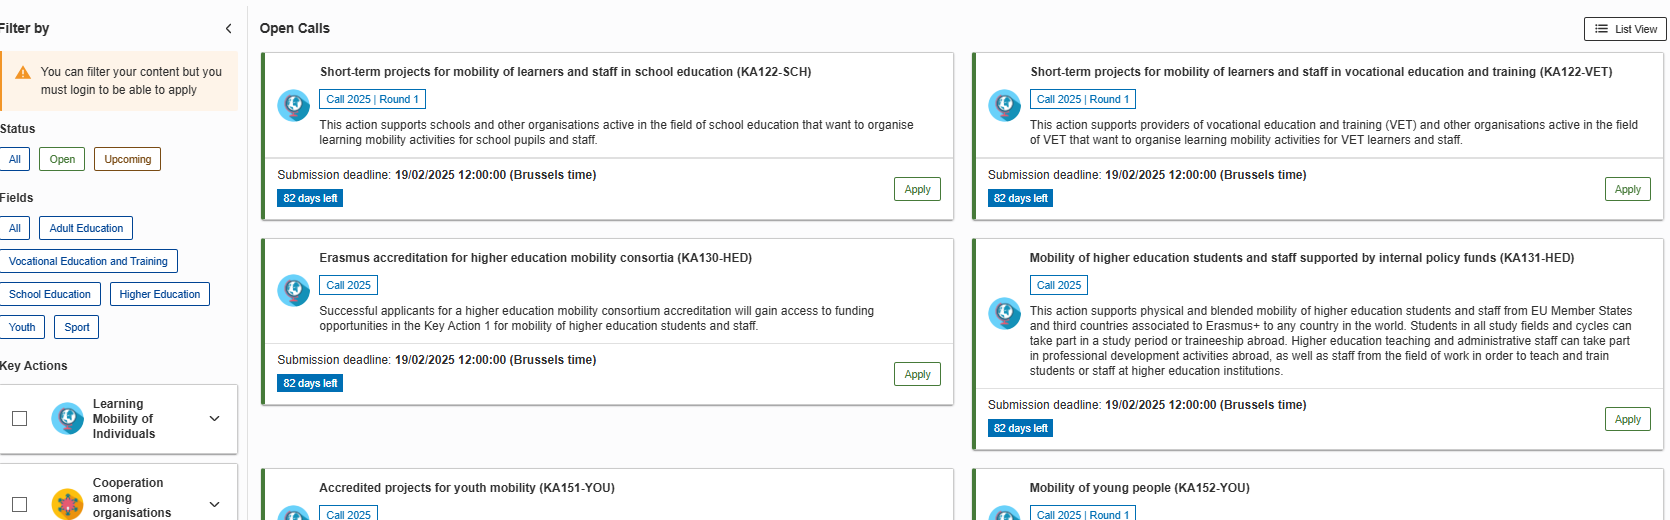 Filter by
You can filter your content but you
must login to be able to apply
Status
All
Open
Upcoming
Fields
All
Adult Education
Vocational Education and Training
School Education
Higher Education
Youth
Sport
Key Actions
Learning
Mobility of
Individuals
Cooperation
among
organisations
Open Calls
List View
Short-term projects for mobility of learners and staff in school education (KA122-SCH)
Call 2025 | Round 1
This action supports schools and other organisations active in the field of school education that want to organise
learning mobility activities for school pupils and staff.
Submission deadline: 19/02/2025 12:00:00 (Brussels time)
82 days left
Apply
Short-term projects for mobility of learners and staff in vocational education and training (KA122-VET)
Call 2025 | Round 1
This action supports providers of vocational education and training (VET) and other organisations active in the field
of VET that want to organise learning mobility activities for VET learners and staff.
Submission deadline: 19/02/2025 12:00:00 (Brussels time)
82 days left
Apply
Erasmus accreditation for higher education mobility consortia (KA130-HED)
Call 2025
Successful applicants for a higher education mobility consortium accreditation will gain access to funding
opportunities in the Key Action 1 for mobility of higher education students and staff.
Submission deadline: 19/02/2025 12:00:00 (Brussels time)
82 days left
Apply
Mobility of higher education students and staff supported by internal policy funds (KA131-HED)
Call 2025
This action supports physical and blended mobility of higher education students and staff from EU Member States
and third countries associated to Erasmus+ to any country in the world. Students in all study fields and cycles can
take part in a study period or traineeship abroad. Higher education teaching and administrative staff can take part
in professional development activities abroad, as well as staff from the field of work in order to teach and train
students or staff at higher education institutions.
Submission deadline: 19/02/2025 12:00:00 (Brussels time)
82 days left
Apply
Accredited projects for youth mobility (KA151-YOU)
Call 2025
Mobility of young people (KA152-YOU)
Call 2025 | Round 1